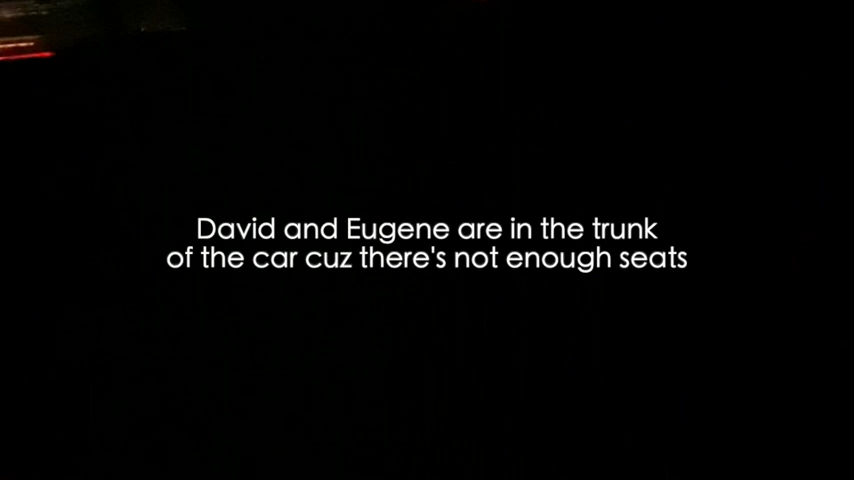 David and Eugene are in the trunk
of the car cuz there's not enough seats